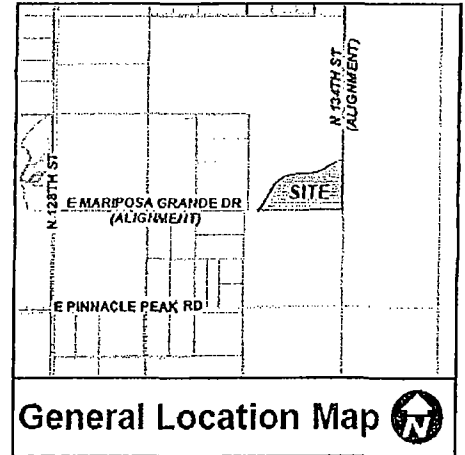 N 134TH ST
(ALIGNMENT)
N 128TH ST
SITE
E MARIPOSA GRANDE DR
(ALIGNMENT)
E PINNACLE PEAK RD
General Location Map
N